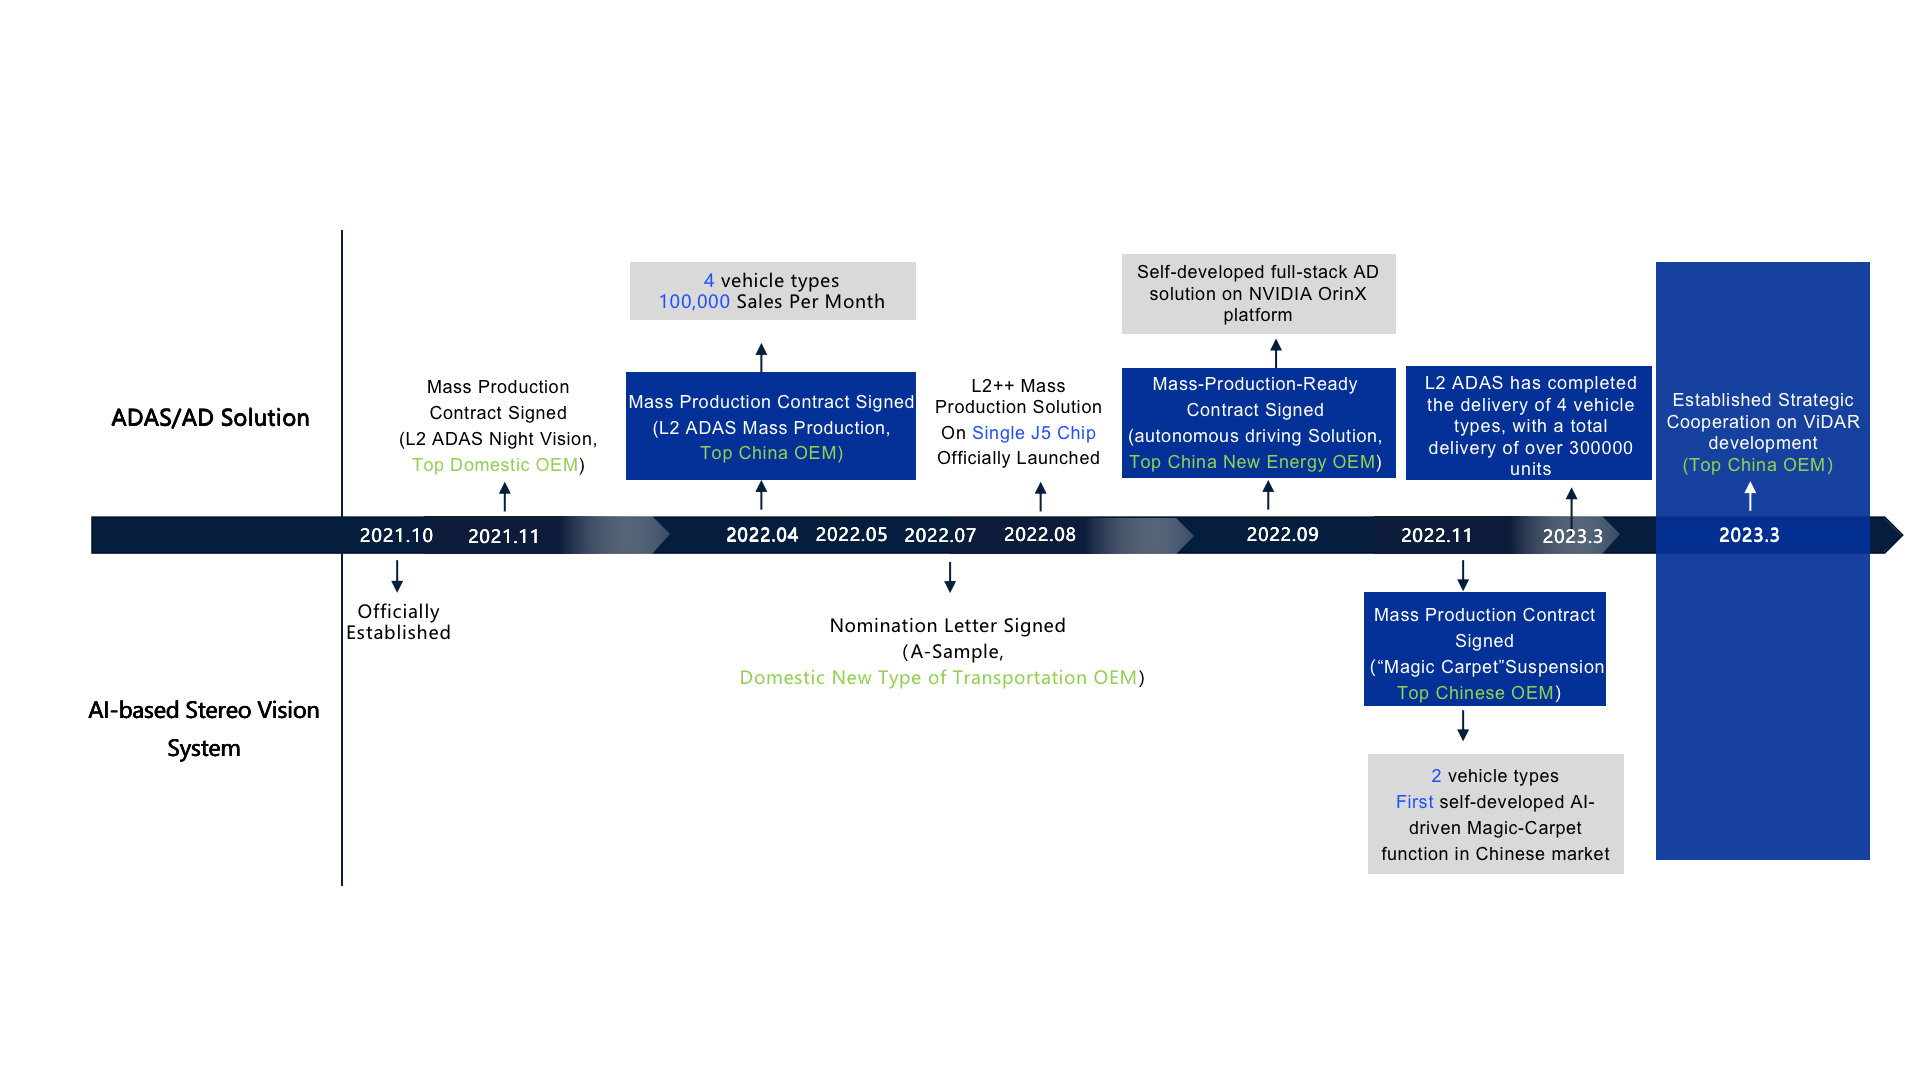 4 vehicle types
100,000 Sales Per Month
Self-developed full-stack AD
solution on NVIDIA OrinX
platform
ADAS/AD Solution
Mass Production
Contract Signed
(L2 ADAS Night Vision,
Top Domestic OEM)
Mass Production Contract Signed
(L2 ADAS Mass Production,
Top China OEM)
L2++ Mass
Production Solution
On Single J5 Chip
Officially Launched
Mass-Production-Ready
Contract Signed
(autonomous driving Solution,
Top China New Energy OEM)
L2 ADAS has completed
the delivery of 4 vehicle
types, with a total
delivery of over 300000
units
Established Strategic
Cooperation on ViDAR
development
(Top China OEM)
2021.10
2021.11
2022.04
2022.05
2022.07
2022.08
2022.09
2022.11
2023.3
2023.3
Officially
Established
Nomination Letter Signed
(A-Sample,
Domestic New Type of Transportation OEM)
Mass Production Contract
Signed
(“Magic Carpet”Suspension
Top Chinese OEM)
AI-based Stereo Vision
System
2 vehicle types
First self-developed AI-
driven Magic-Carpet
function in Chinese market